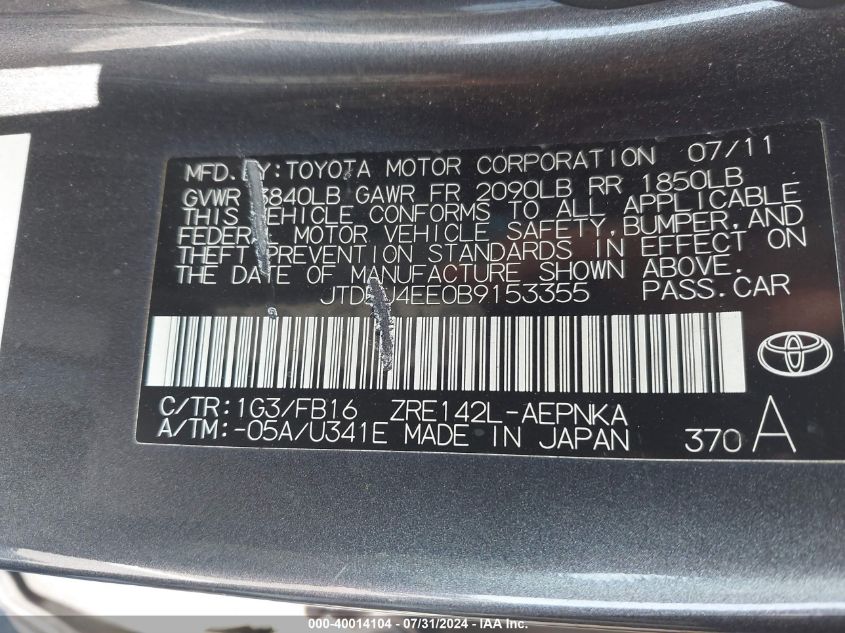 MFD. BY: TOYOTA MOTOR CORPORATION 07/11
GVWR 3840LB GAWR FR 2090LB RR 1850LB
THIS VEHICLE CONFORMS TO ALL APPLICABLE
FEDERAL MOTOR VEHICLE SAFETY, BUMPER, AND
THEFT PREVENTION STANDARDS IN EFFECT ON
THE DATE OF MANUFACTURE SHOWN ABOVE.
PASS.CAR
C/TR: 1G3/FB16 ZRE142L-AEPNKA
A/TM: -05A/U341E MADE IN JAPAN 370 A
000-40014104 - 07/31/2024 - IAA Inc.